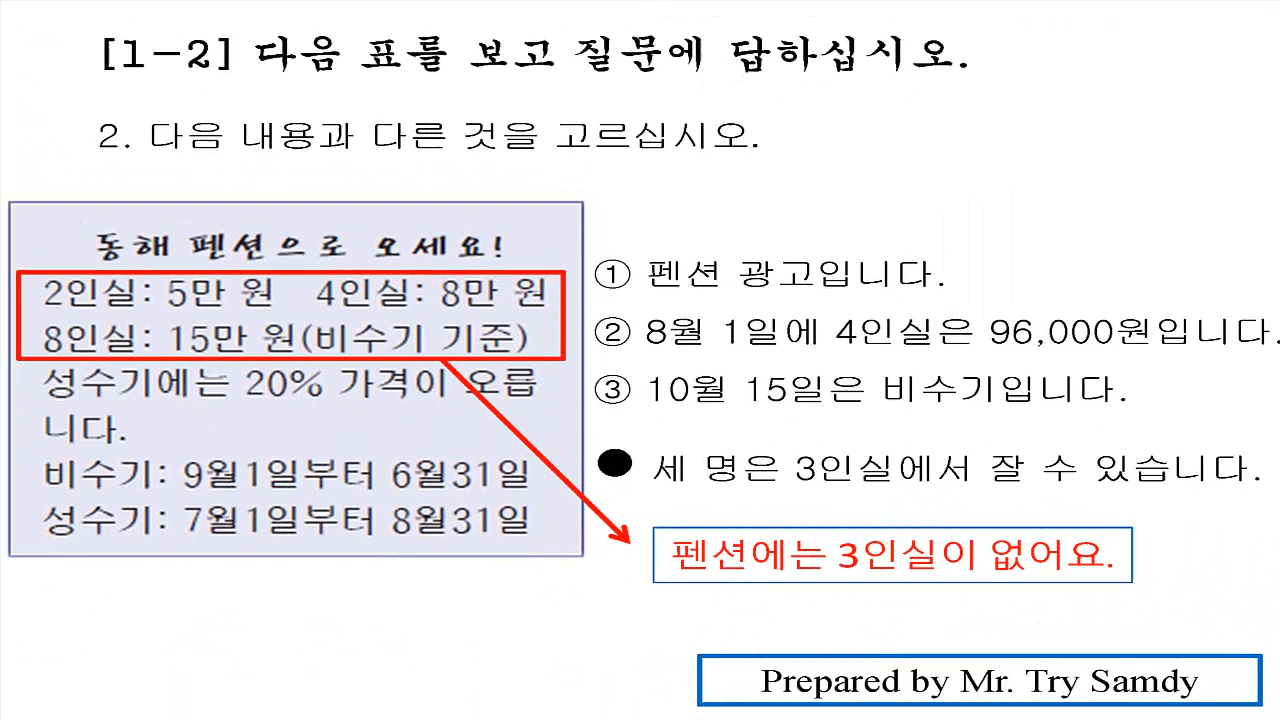 [1-2] 다음 표를 보고 질문에 답하십시오.
2. 다음 내용과 다른 것을 고르십시오.
동해 펜션으로 오세요!
2인실: 5만 원 4인실: 8만 원
8인실: 15만 원(비수기 기준)
성수기에는 20% 가격이 오릅
니다.
비수기: 9월1일부터 6월31일
성수기: 7월1일부터 8월31일
① 펜션 광고입니다.
② 8월 1일에 4인실은 96,000원입니다.
③ 10월 15일은 비수기입니다.
● 세 명은 3인실에서 잘 수 있습니다.
펜션에는 3인실이 없어요.
Prepared by Mr. Try Samdy